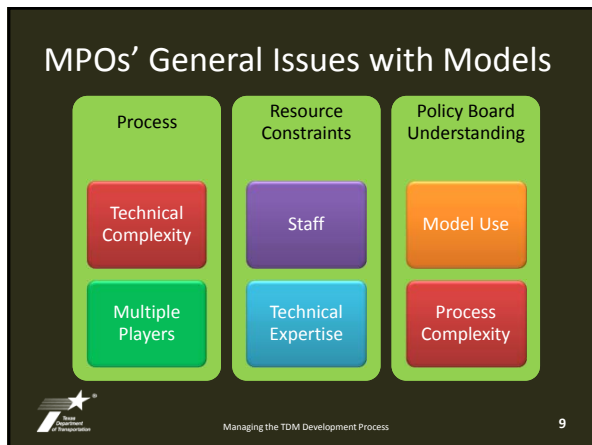 MPOs' General Issues with Models
Process
Technical
Complexity
Multiple
Players
Resource
Constraints
Staff
Technical
Expertise
Policy Board
Understanding
Model Use
Process
Complexity
®
Texas
Department
of Transportation
Managing the TDM Development Process
9